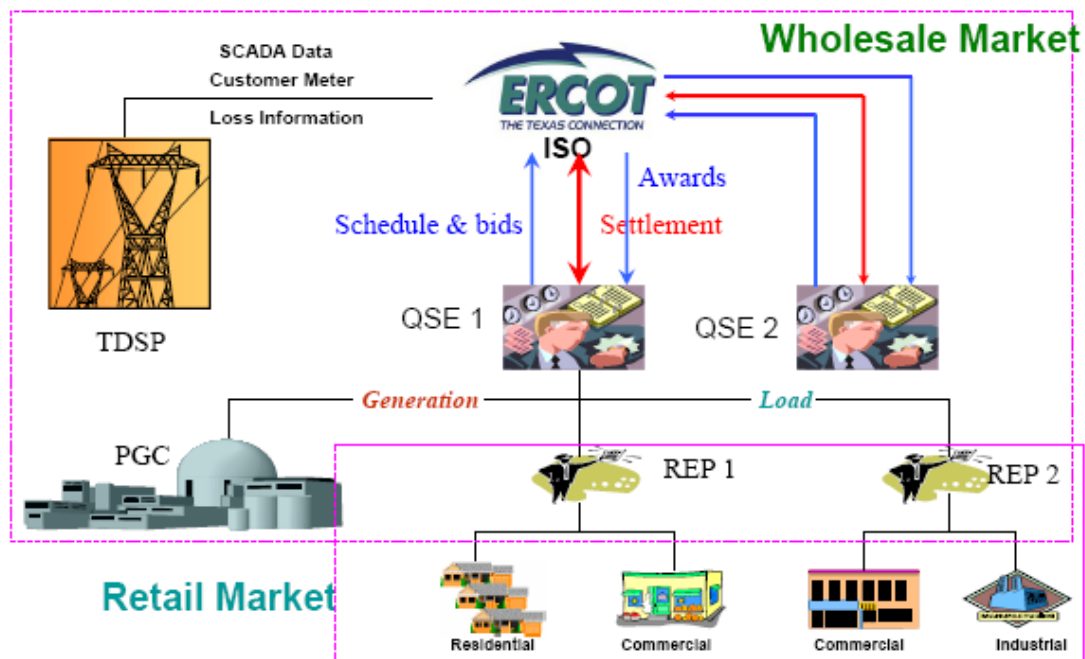 Wholesale Market
SCADA Data
Customer Meter
Loss Information
ERCOT
THE TEXAS CONNECTION
ISO
Awards
Schedule & bids
Settlement
TDSP
QSE 1
QSE 2
Generation
Load
PGC
REP 1
REP 2
Retail Market
Residential
Commercial
Commercial
Industrial